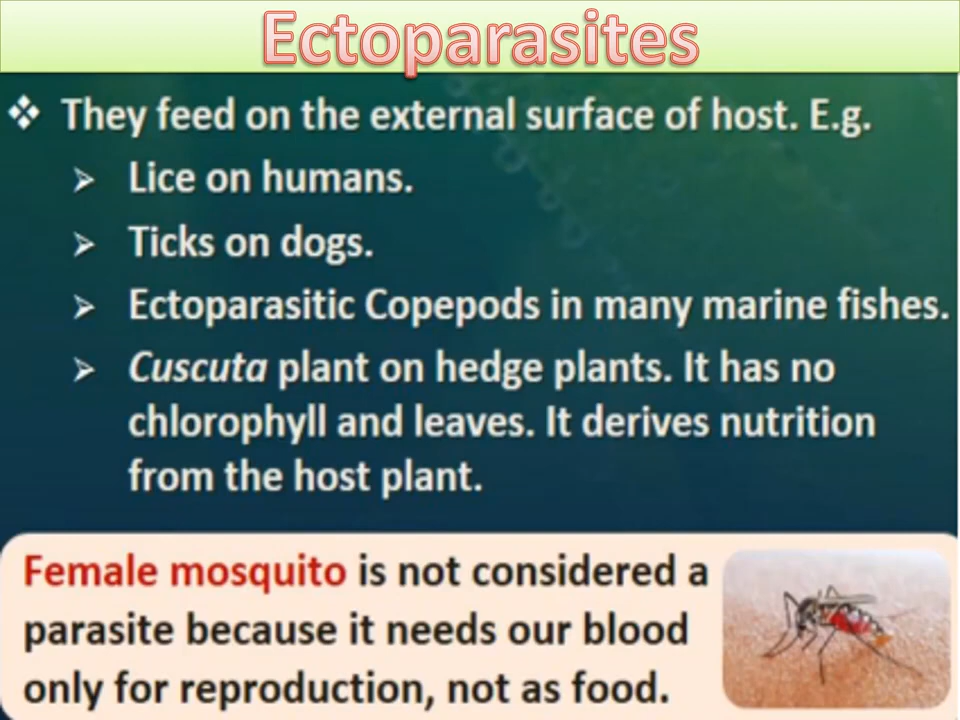 Ectoparasites
❖ They feed on the external surface of host. E.g.
➢ Lice on humans.
➢ Ticks on dogs.
➢ Ectoparasitic Copepods in many marine fishes.
➢ Cuscuta plant on hedge plants. It has no
chlorophyll and leaves. It derives nutrition
from the host plant.
Female mosquito is not considered a
parasite because it needs our blood
only for reproduction, not as food.